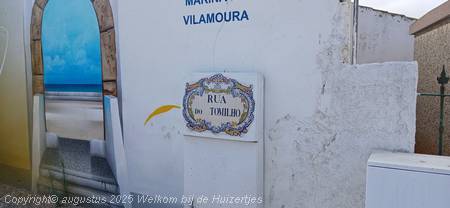 MARINA
VILAMOURA
RUA
DO TOMILHO
Copyright© augustus 2025 Welkom bij de Huizertjes